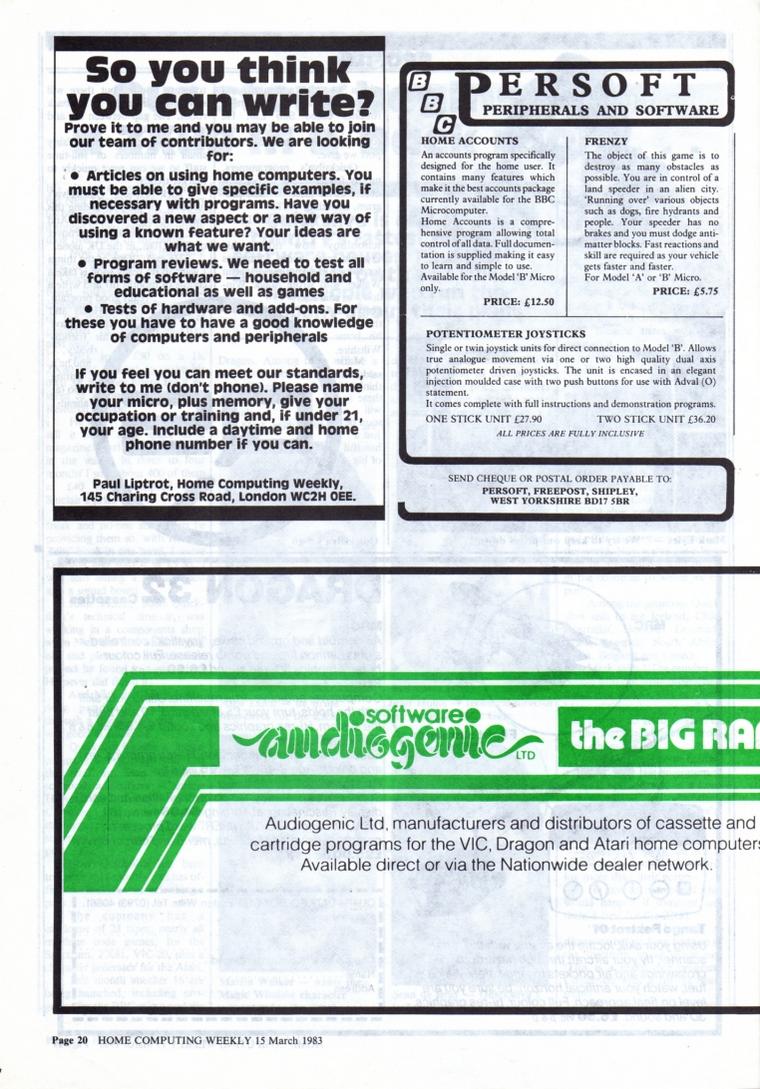 So you think
you can write?
Prove it to me and you may be able to join
our team of contributors. We are looking
for:
● Articles on using home computers. You
must be able to give specific examples, if
necessary with programs. Have you
discovered a new aspect or a new way of
using a known feature? Your ideas are
what we want.
● Program reviews. We need to test all
forms of software — household and
educational as well as games
● Tests of hardware and add-ons. For
these you have to have a good knowledge
of computers and peripherals
If you feel you can meet our standards,
write to me (don't phone). Please name
your micro, plus memory, give your
occupation or training and, if under 21,
your age. Include a daytime and home
phone number if you can.
Paul Liptrot, Home Computing Weekly,
145 Charing Cross Road, London WC2H 0EE.
BBC
PERSOFT
PERIPHERALS AND SOFTWARE
HOME ACCOUNTS
An accounts program specifically
designed for the home user. It
contains many features which
make it the best accounts package
currently available for the BBC
Microcomputer.
Home Accounts is a compre-
hensive program allowing total
control of all data. Full documen-
tation is supplied making it easy
to learn and simple to use.
Available for the Model 'B' Micro
only.
PRICE: £12.50
FRENZY
The object of this game is to
destroy as many obstacles as
possible. You are in control of a
land speeder in an alien city.
'Running over' various objects
such as dogs, fire hydrants and
people. Your speeder has no
brakes and you must dodge anti-
matter blocks. Fast reactions and
skill are required as your vehicle
gets faster and faster.
For Model 'A' or 'B' Micro.
PRICE: £5.75
POTENTIOMETER JOYSTICKS
Single or twin joystick units for direct connection to Model 'B'. Allows
true analogue movement via one or two high quality dual axis
potentiometer driven joysticks. The unit is encased in an elegant
injection moulded case with two push buttons for use with Adval (O)
statement.
It comes complete with full instructions and demonstration programs.
ONE STICK UNIT £27.90 TWO STICK UNIT £36.20
ALL PRICES ARE FULLY INCLUSIVE
SEND CHEQUE OR POSTAL ORDER PAYABLE TO:
PERSOFT, FREEPOST, SHIPLEY,
WEST YORKSHIRE BD17 5BR
software
audiogenic LTD
the BIG RA
Audiogenic Ltd, manufacturers and distributors of cassette and
cartridge programs for the VIC, Dragon and Atari home computers
Available direct or via the Nationwide dealer network.
Page 20 HOME COMPUTING WEEKLY 15 March 1983